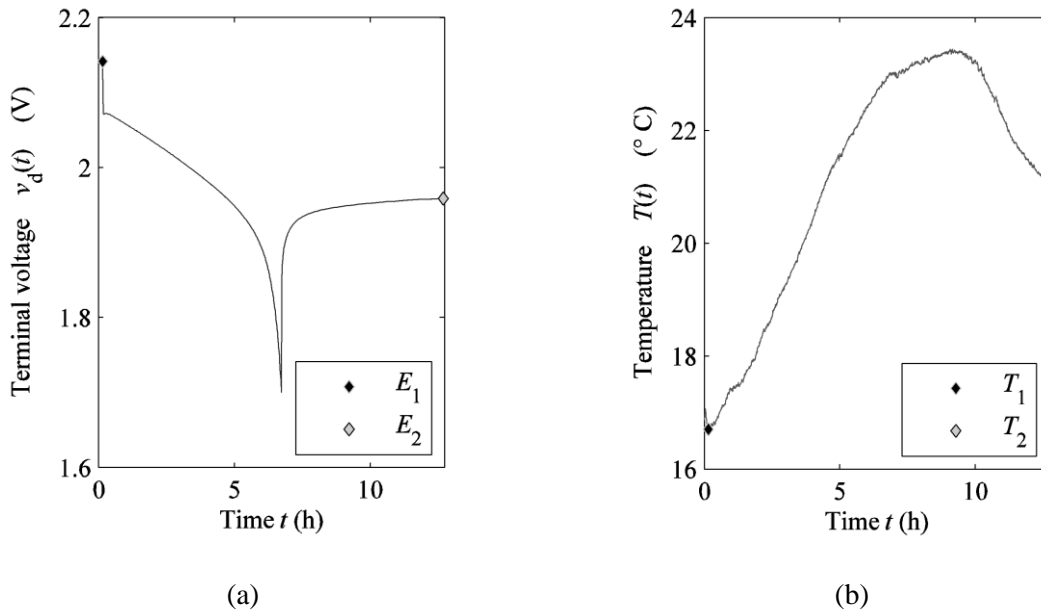 2.2
2
1.8
1.6
0
5
10
Terminal voltage v_d(t) (V)
Time t (h)
E_1
E_2
(a)
24
22
20
18
16
0
5
10
Temperature T(t) (° C)
Time t (h)
T_1
T_2
(b)